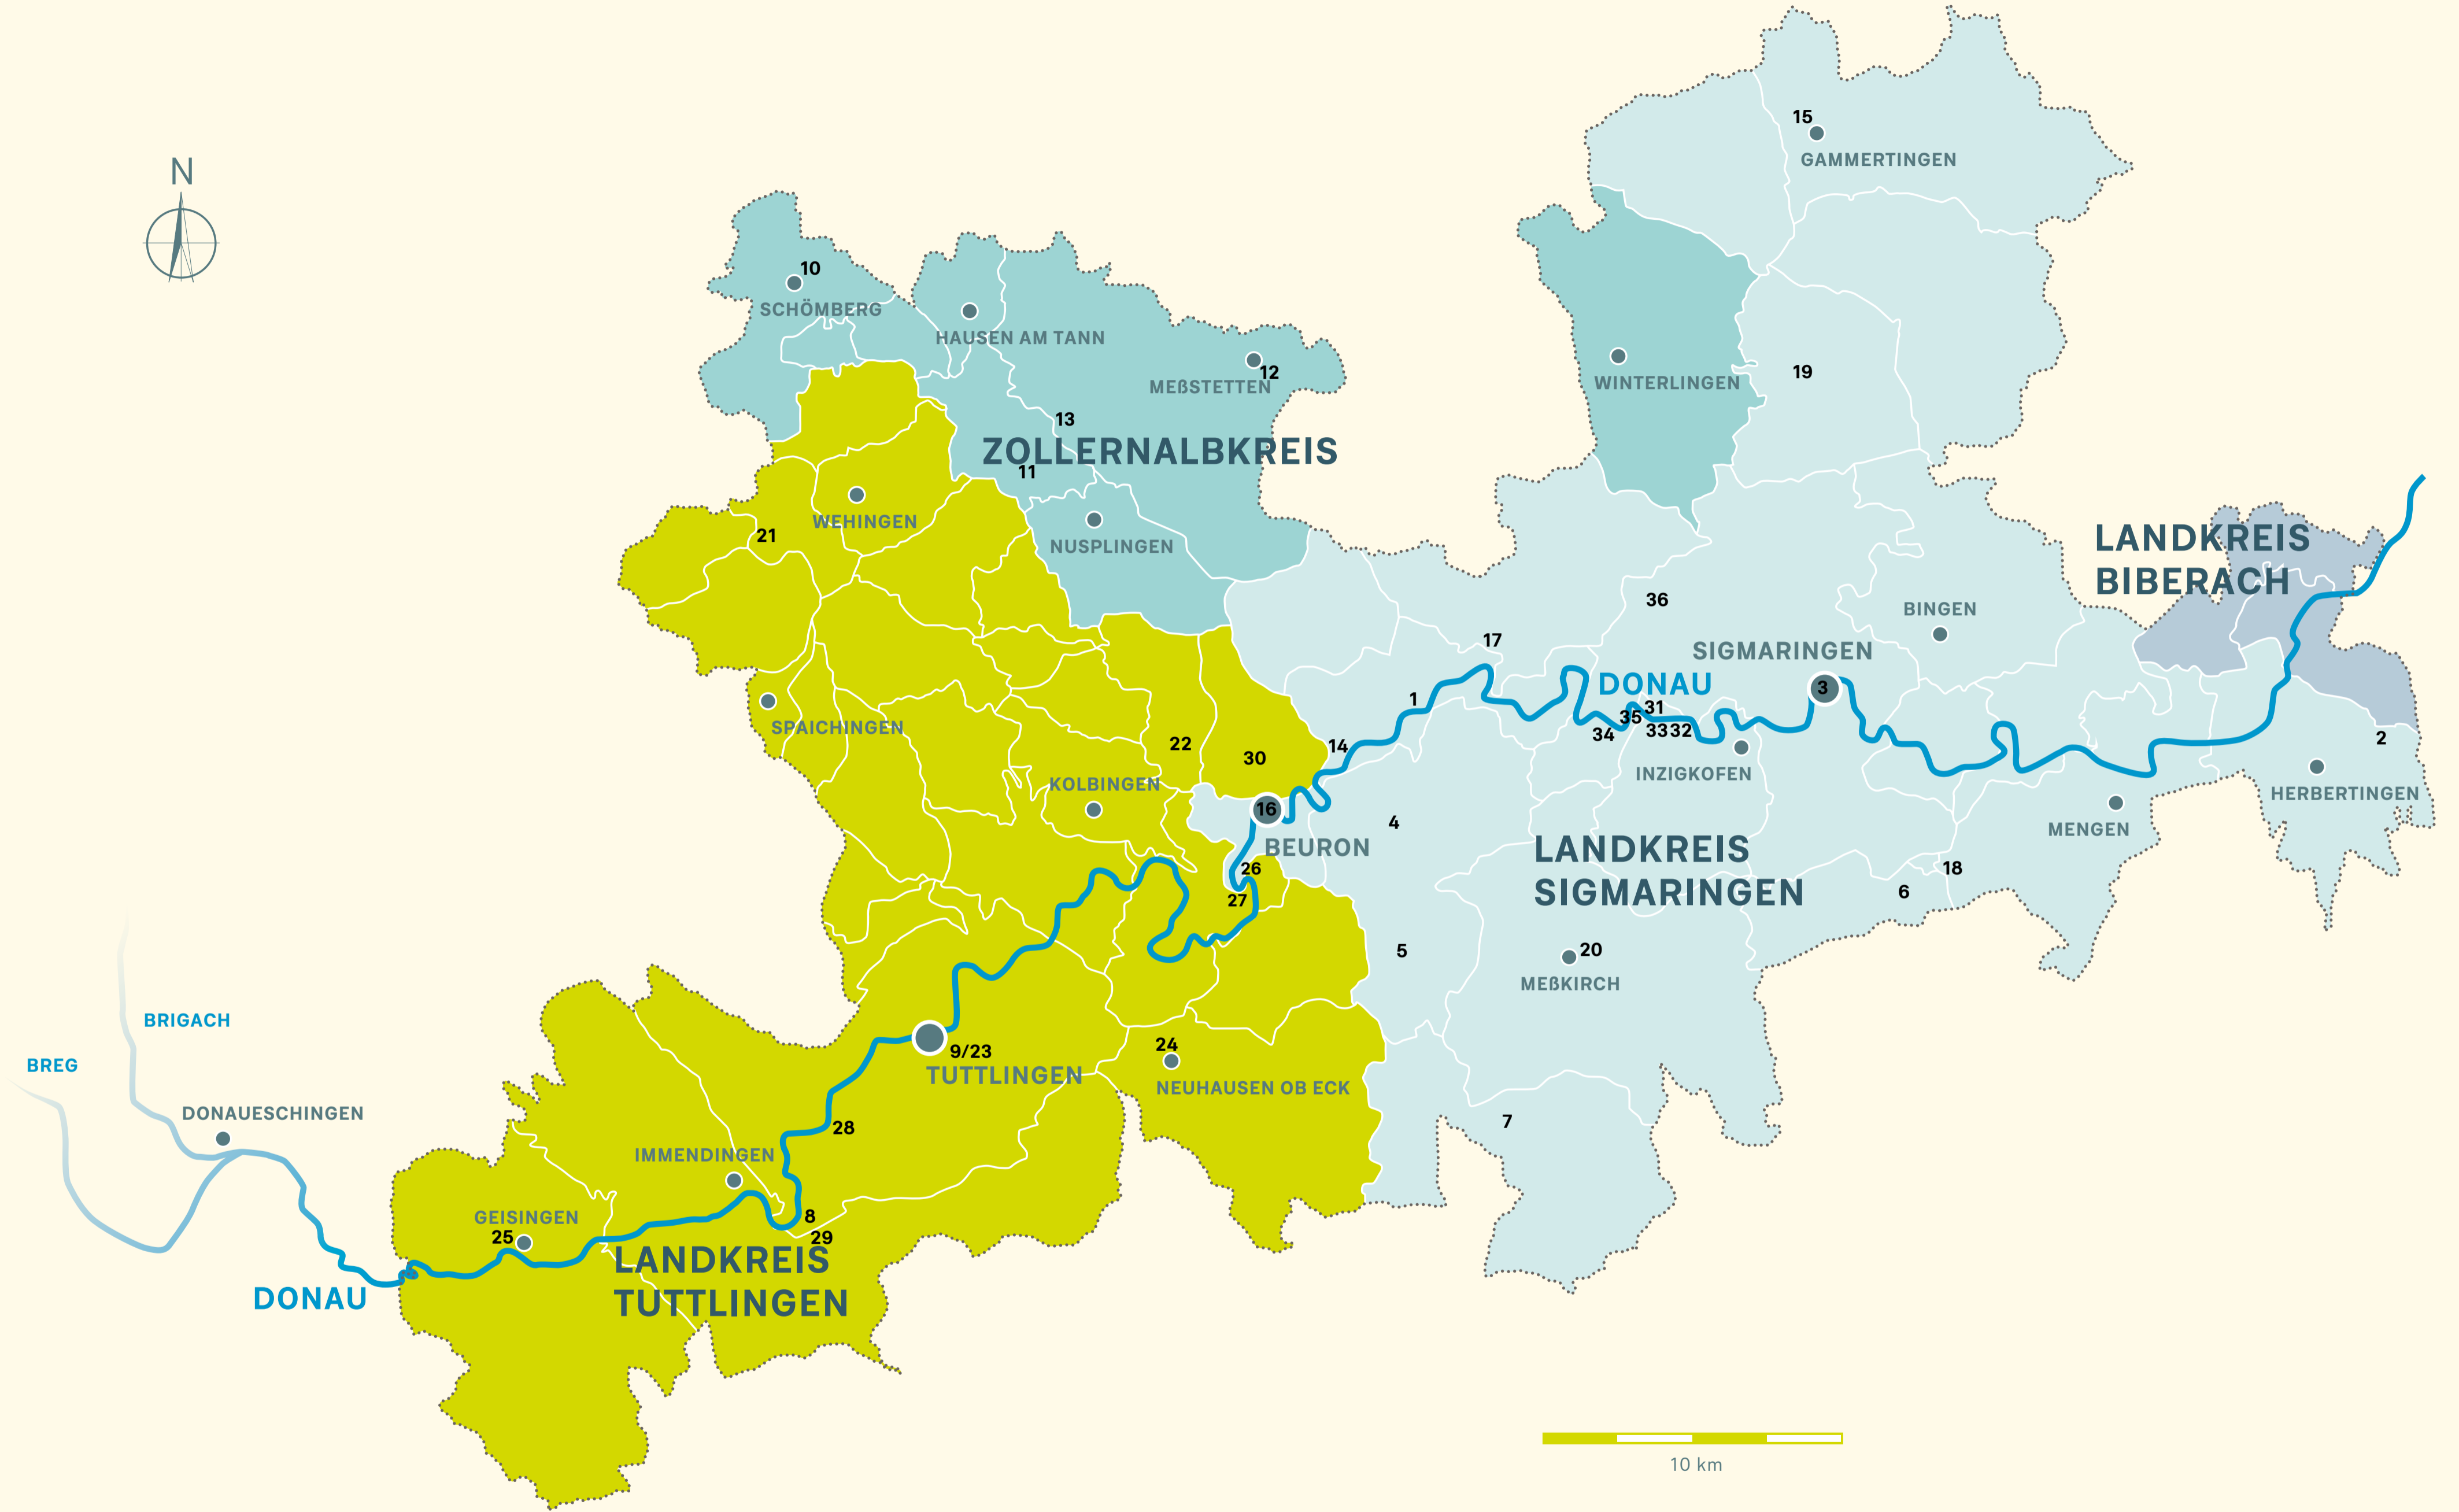 N
15
GAMMERTINGEN
10
SCHÖMBERG
HAUSEN AM TANN
12
MEßSTETTEN
WINTERLINGEN
19
13
ZOLLERNALBKREIS
11
WEHINGEN
21
NUSPLINGEN
LANDKREIS
BIBERACH
36
BINGEN
17
SIGMARINGEN
3
DONAU
1
31
35
34
33
32
INZIGKOFEN
SPAICHINGEN
22
30
14
2
HERBERTINGEN
KOLBINGEN
16
BEURON
4
MENGEN
LANDKREIS
SIGMARINGEN
18
6
26
27
5
20
MEßKIRCH
BRIGACH
BREG
9/23
TUTTLINGEN
24
NEUHAUSEN OB ECK
DONAUESCHINGEN
28
7
IMMENDINGEN
GEISINGEN
25
8
29
LANDKREIS
TUTTLINGEN
DONAU
10 km